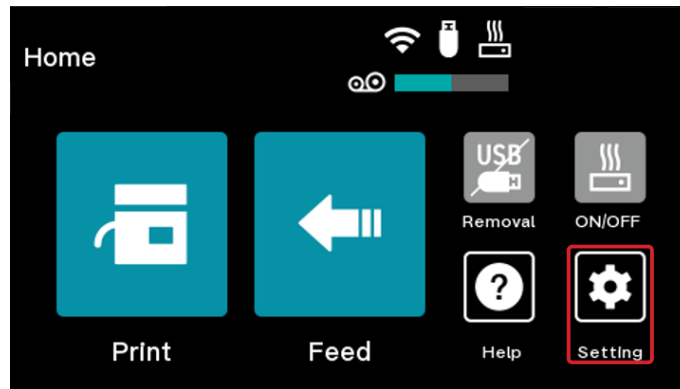 Home
USB
Removal
ON/OFF
?
Help
Setting
Print
Feed